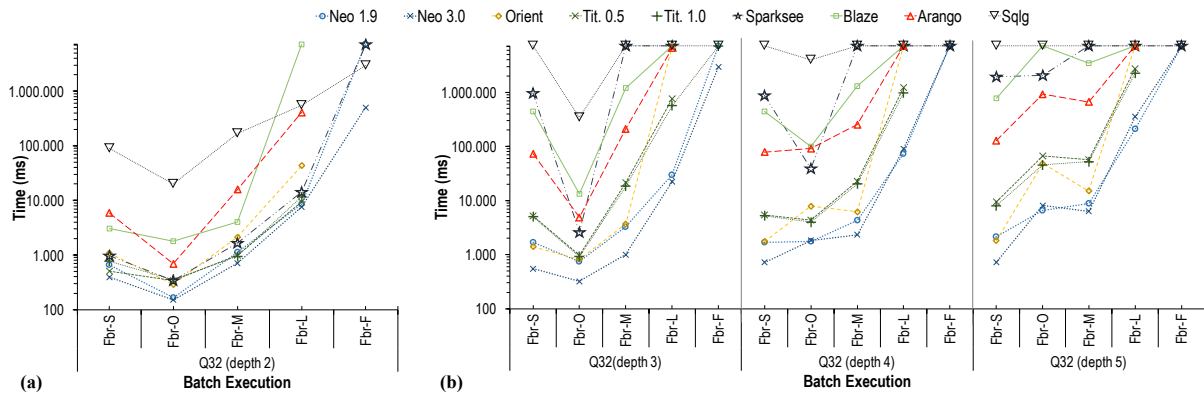 Neo 1.9 Neo 3.0 Orient Tit. 0.5 Tit. 1.0 Sparksee Blaze Arango Sqlg
(a)
Time (ms)
1.000.000
100.000
10.000
1.000
100
Fbr-S Fbr-O Fbr-M Fbr-L Fbr-F
Q32 (depth 2)
Batch Execution
(b)
Time (ms)
1.000.000
100.000
10.000
1.000
100
Fbr-S Fbr-O Fbr-M Fbr-L Fbr-F Fbr-S Fbr-O Fbr-M Fbr-L Fbr-F Fbr-S Fbr-O Fbr-M Fbr-L Fbr-F
Q32(depth 3) Q32 (depth 4) Q32 (depth 5)
Batch Execution